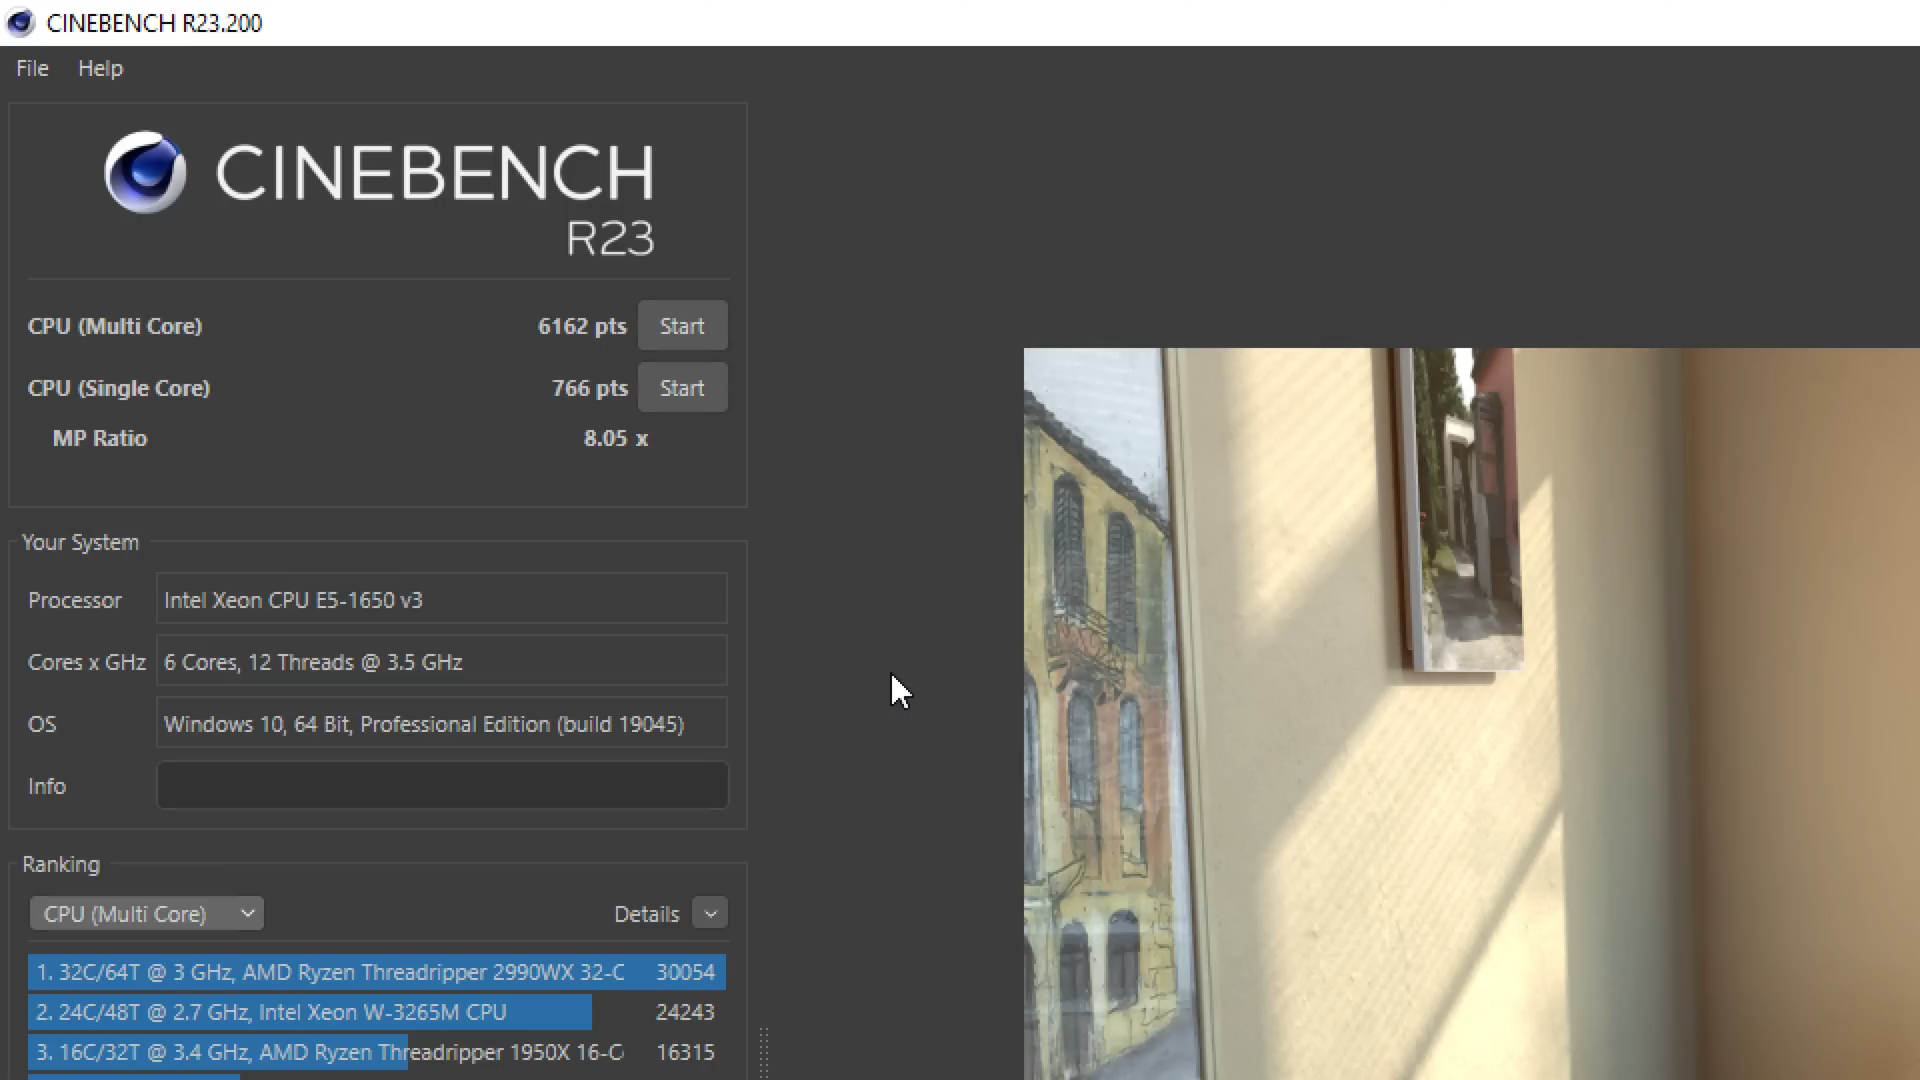 CINEBENCH R23.200
File Help
CINEBENCH
R23
CPU (Multi Core) 6162 pts Start
CPU (Single Core) 766 pts Start
MP Ratio 8.05 x
Your System
Processor Intel Xeon CPU E5-1650 v3
Cores x GHz 6 Cores, 12 Threads @ 3.5 GHz
OS Windows 10, 64 Bit, Professional Edition (build 19045)
Info
Ranking
CPU (Multi Core) Details
1. 32C/64T @ 3 GHz, AMD Ryzen Threadripper 2990WX 32-C 30054
2. 24C/48T @ 2.7 GHz, Intel Xeon W-3265M CPU 24243
3. 16C/32T @ 3.4 GHz, AMD Ryzen Threadripper 1950X 16-C 16315